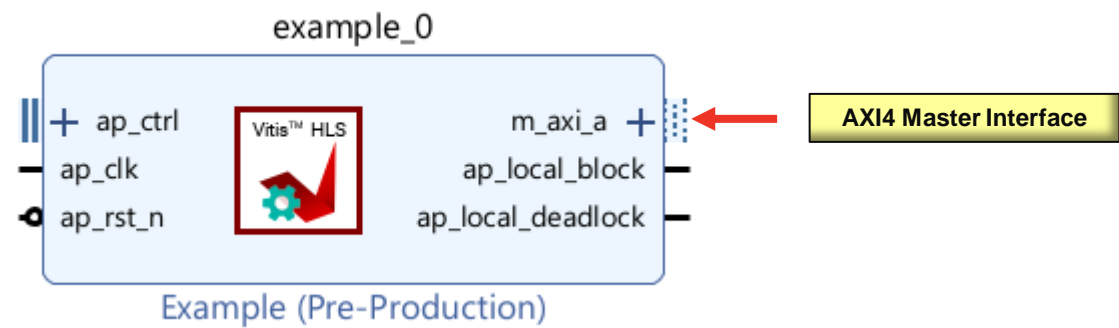 example_0
ap_ctrl
ap_clk
ap_rst_n
Vitis™ HLS
m_axi_a
ap_local_block
ap_local_deadlock
AXI4 Master Interface
Example (Pre-Production)